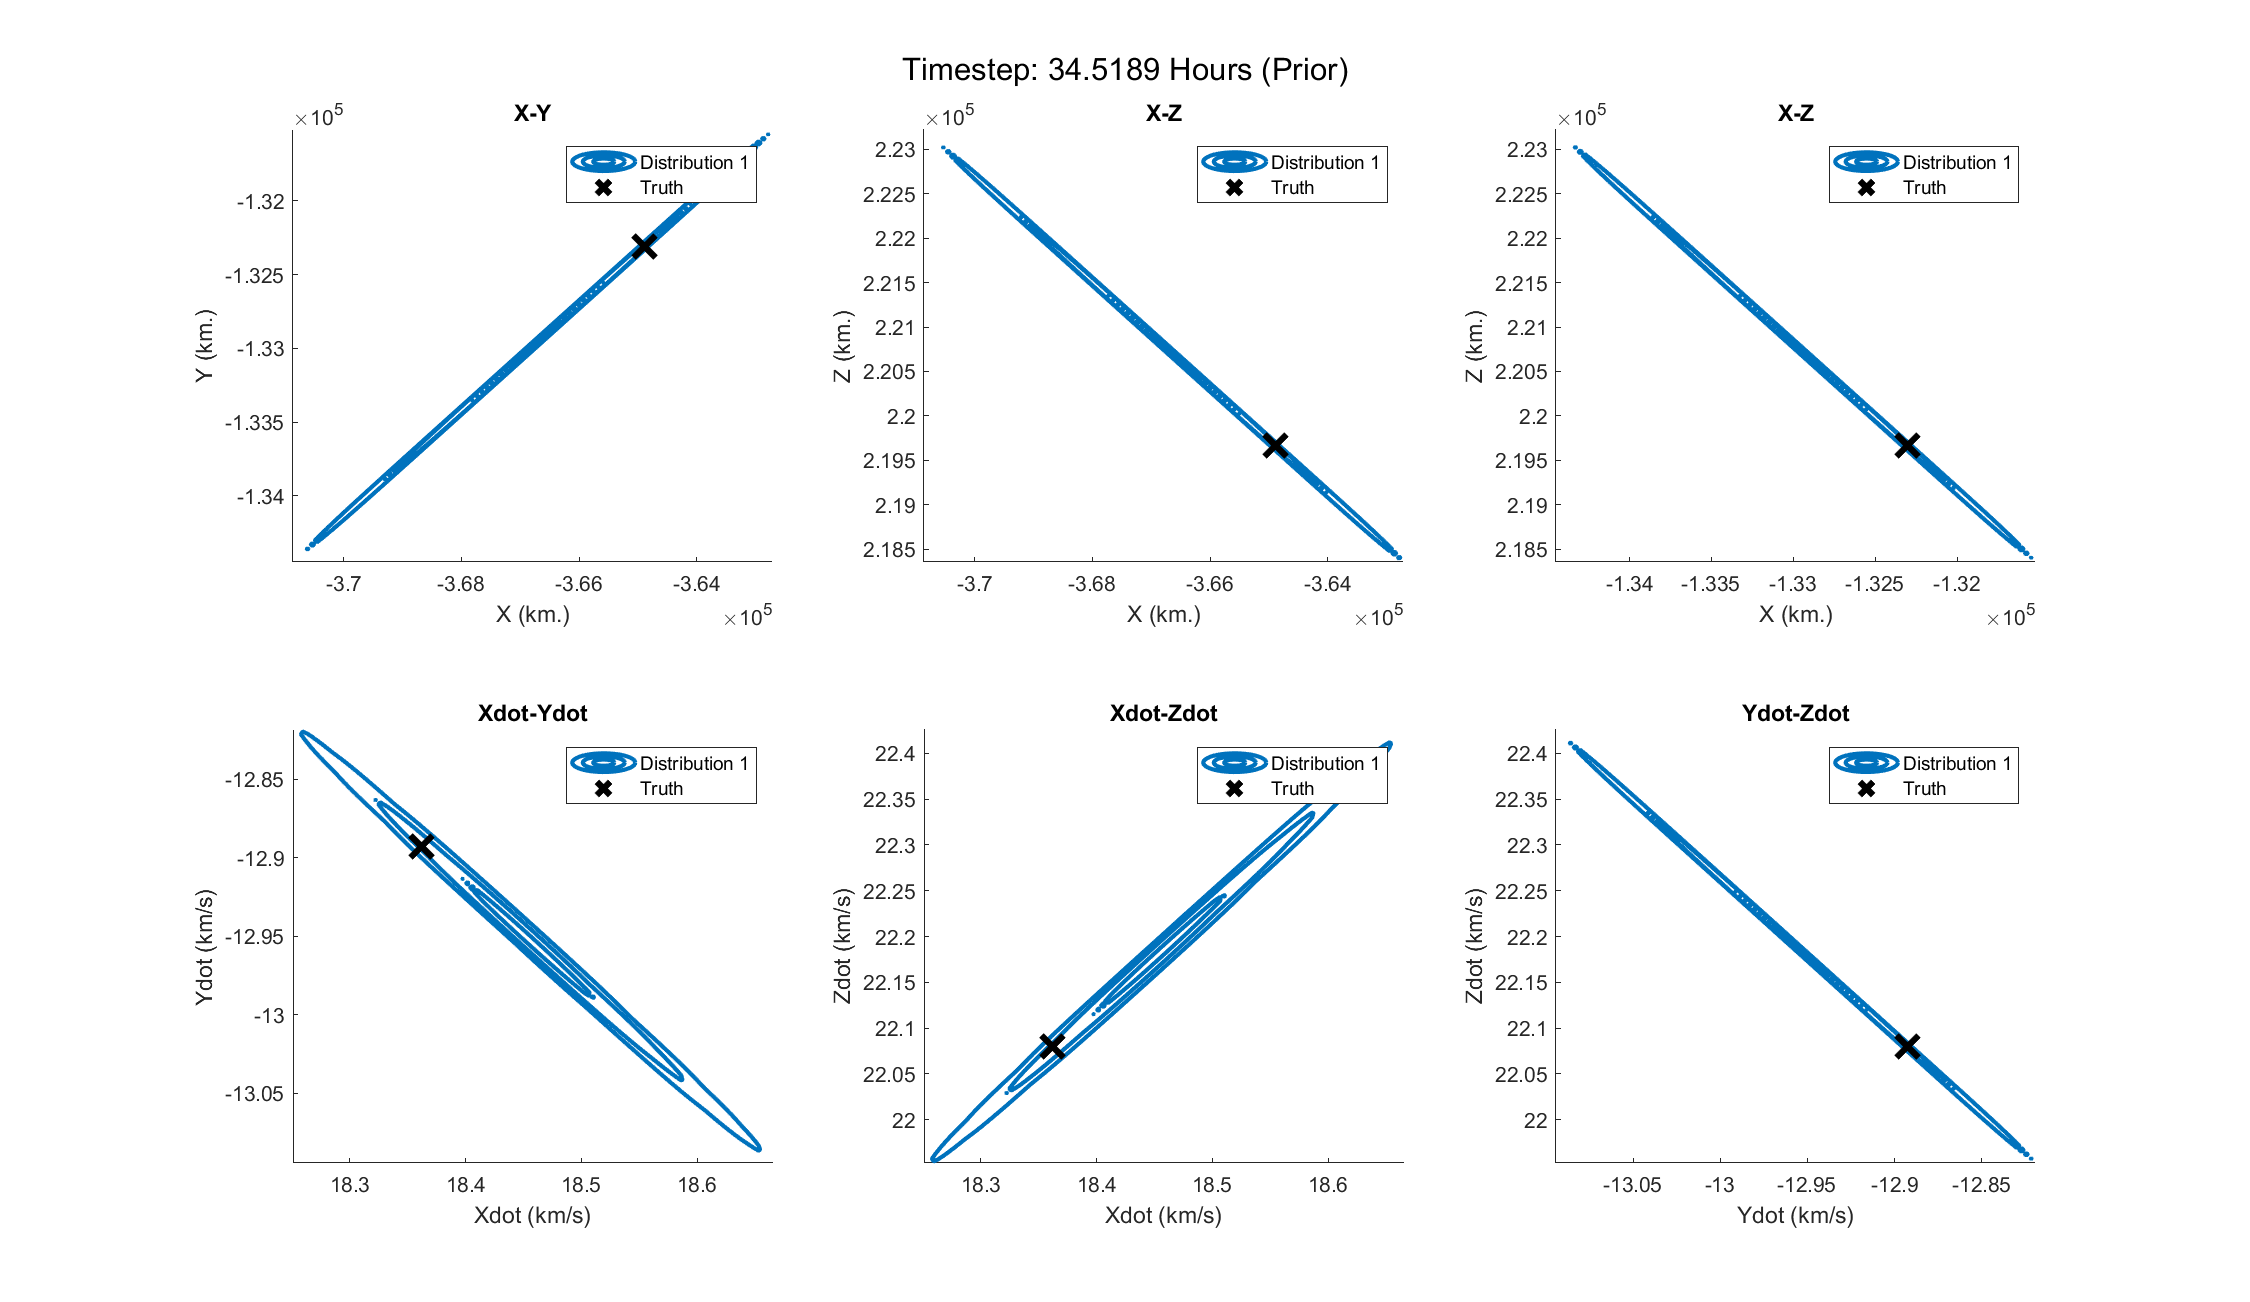 Timestep: 34.5189 Hours (Prior)
X-Y
×10^5
Distribution 1
Truth
-1.32
-1.325
-1.33
-1.335
-1.34
Y (km.)
-3.7 -3.68 -3.66 -3.64
X (km.)
×10^5
X-Z
×10^5
Distribution 1
Truth
2.23
2.225
2.22
2.215
2.21
2.205
2.2
2.195
2.19
2.185
Z (km.)
-3.7 -3.68 -3.66 -3.64
X (km.)
×10^5
X-Z
×10^5
Distribution 1
Truth
2.23
2.225
2.22
2.215
2.21
2.205
2.2
2.195
2.19
2.185
Z (km.)
-1.34 -1.335 -1.33 -1.325 -1.32
X (km.)
×10^5
Xdot-Ydot
Distribution 1
Truth
-12.85
-12.9
-12.95
-13
-13.05
Ydot (km/s)
18.3 18.4 18.5 18.6
Xdot (km/s)
Xdot-Zdot
Distribution 1
Truth
22.4
22.35
22.3
22.25
22.2
22.15
22.1
22.05
22
Zdot (km/s)
18.3 18.4 18.5 18.6
Xdot (km/s)
Ydot-Zdot
Distribution 1
Truth
22.4
22.35
22.3
22.25
22.2
22.15
22.1
22.05
22
Zdot (km/s)
-13.05 -13 -12.95 -12.9 -12.85
Ydot (km/s)